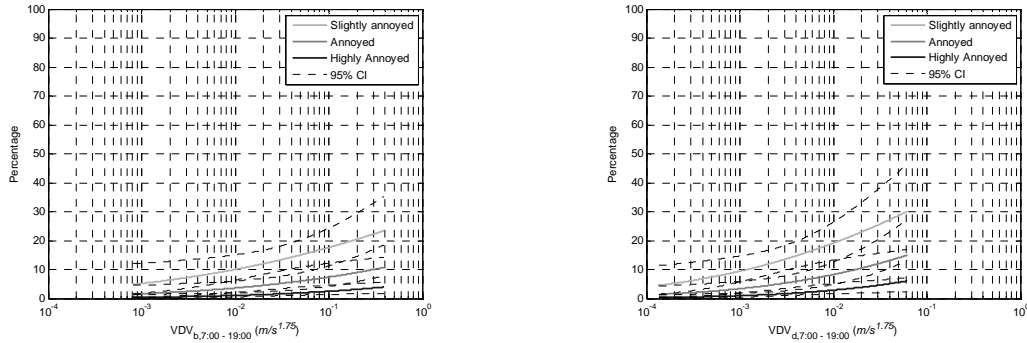 100
90
80
70
60
50
40
30
20
10
0
Percentage
Slightly annoyed
Annoyed
Highly Annoyed
95% CI
10^-4
10^-3
10^-2
10^-1
10^0
VDV_b,7:00 - 19:00 (m/s^1.75)
100
90
80
70
60
50
40
30
20
10
0
Percentage
Slightly annoyed
Annoyed
Highly Annoyed
95% CI
10^-4
10^-3
10^-2
10^-1
10^0
VDV_d,7:00 - 19:00 (m/s^1.75)